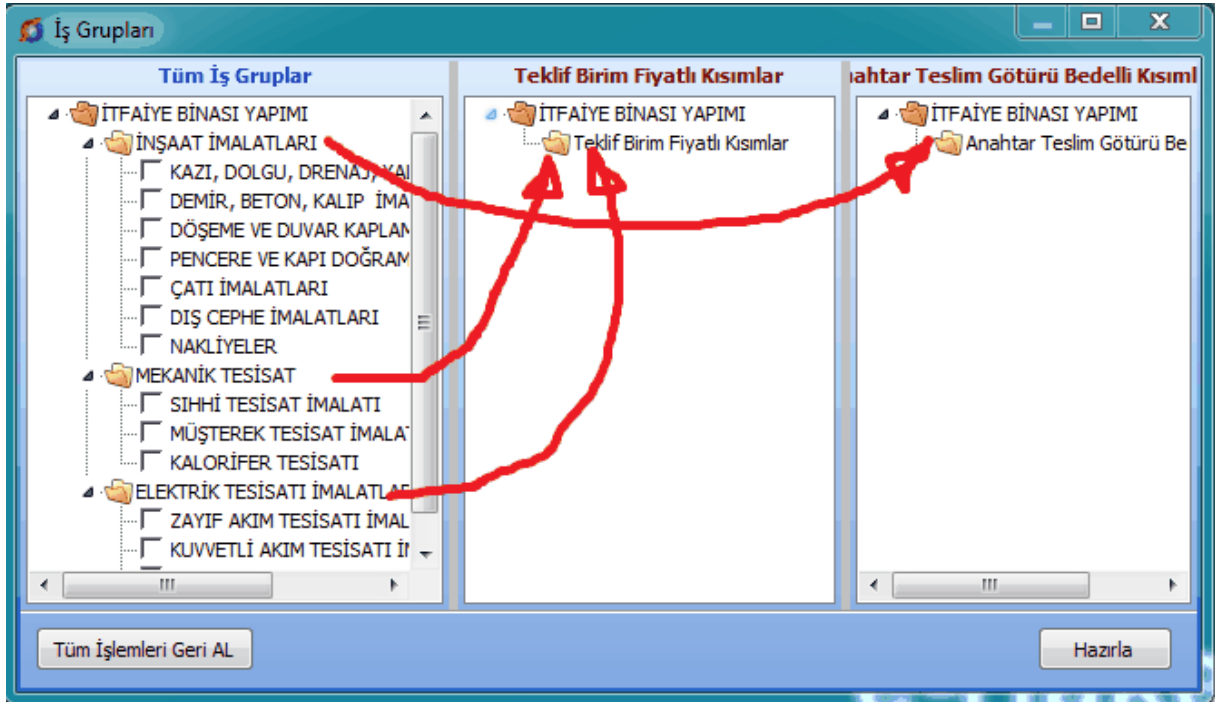 İş Grupları
Tüm İş Gruplar
İTFAİYE BİNASI YAPIMI
İNŞAAT İMALATLARI
KAZI, DOLGU, DRENAJ,
DEMİR, BETON, KALIP İMA
DÖŞEME VE DUVAR KAPLAM
PENCERE VE KAPI DOĞRAM
ÇATI İMALATLARI
DIŞ CEPHE İMALATLARI
NAKLİYELER
MEKANİK TESİSAT
SIHHİ TESİSAT İMALATI
MÜŞTEREK TESİSAT İMALAT
KALORİFER TESİSATI
ELEKTRİK TESİSATI İMALATLAR
ZAYIF AKIM TESİSATI İMAL
KUVVETLİ AKIM TESİSATI İM
Teklif Birim Fiyatlı Kısımlar
İTFAİYE BİNASI YAPIMI
Teklif Birim Fiyatlı Kısımlar
ahtar Teslim Götürü Bedelli Kısıml
İTFAİYE BİNASI YAPIMI
Anahtar Teslim Götürü Be
Tüm İşlemleri Geri AL
Hazırla